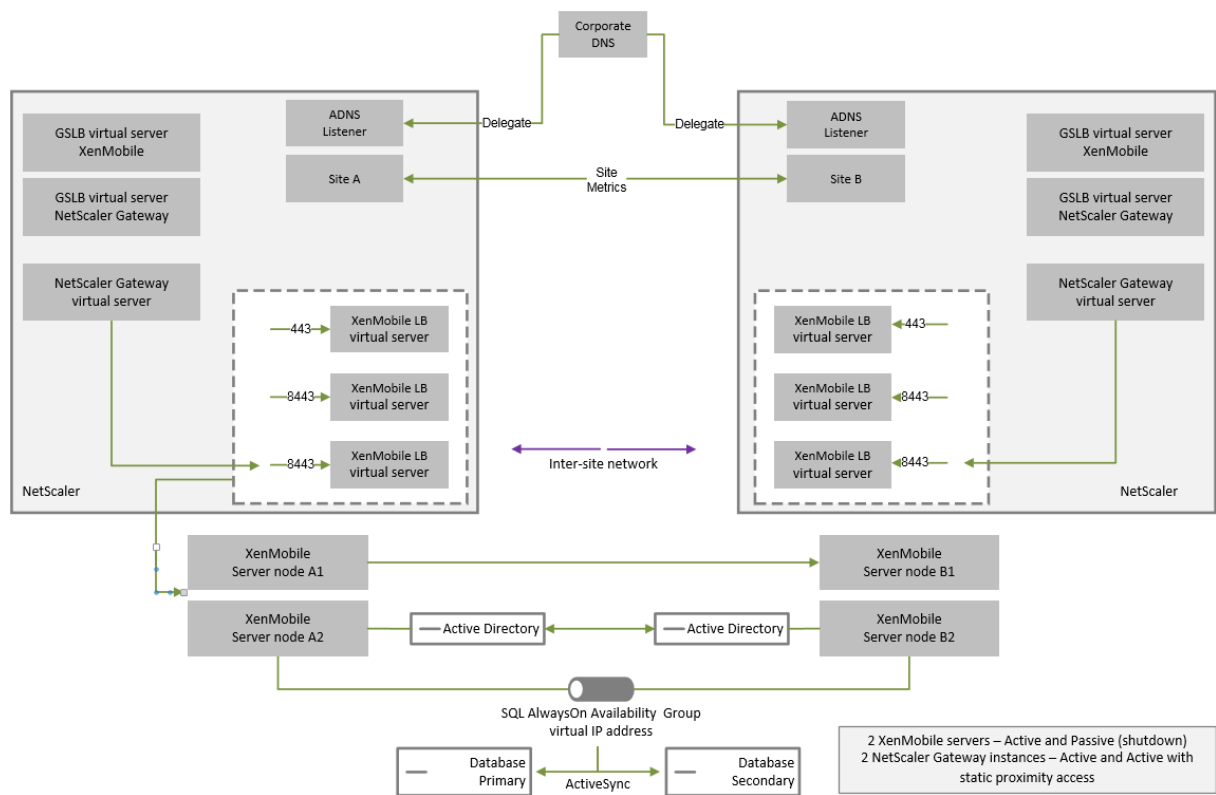 Corporate
DNS
ADNS
Listener
Delegate
Delegate
ADNS
Listener
GSLB virtual server
XenMobile
GSLB virtual server
XenMobile
Site A
Site
Metrics
Site B
GSLB virtual server
NetScaler Gateway
GSLB virtual server
NetScaler Gateway
NetScaler Gateway
virtual server
NetScaler Gateway
virtual server
443
XenMobile LB
virtual server
XenMobile LB
virtual server
443
8443
XenMobile LB
virtual server
XenMobile LB
virtual server
8443
8443
XenMobile LB
virtual server
Inter-site network
XenMobile LB
virtual server
8443
NetScaler
NetScaler
XenMobile
Server node A1
XenMobile
Server node B1
XenMobile
Server node A2
Active Directory
Active Directory
XenMobile
Server node B2
SQL AlwaysOn Availability Group
virtual IP address
Database
Primary
ActiveSync
Database
Secondary
2 XenMobile servers – Active and Passive (shutdown)
2 NetScaler Gateway instances – Active and Active with
static proximity access